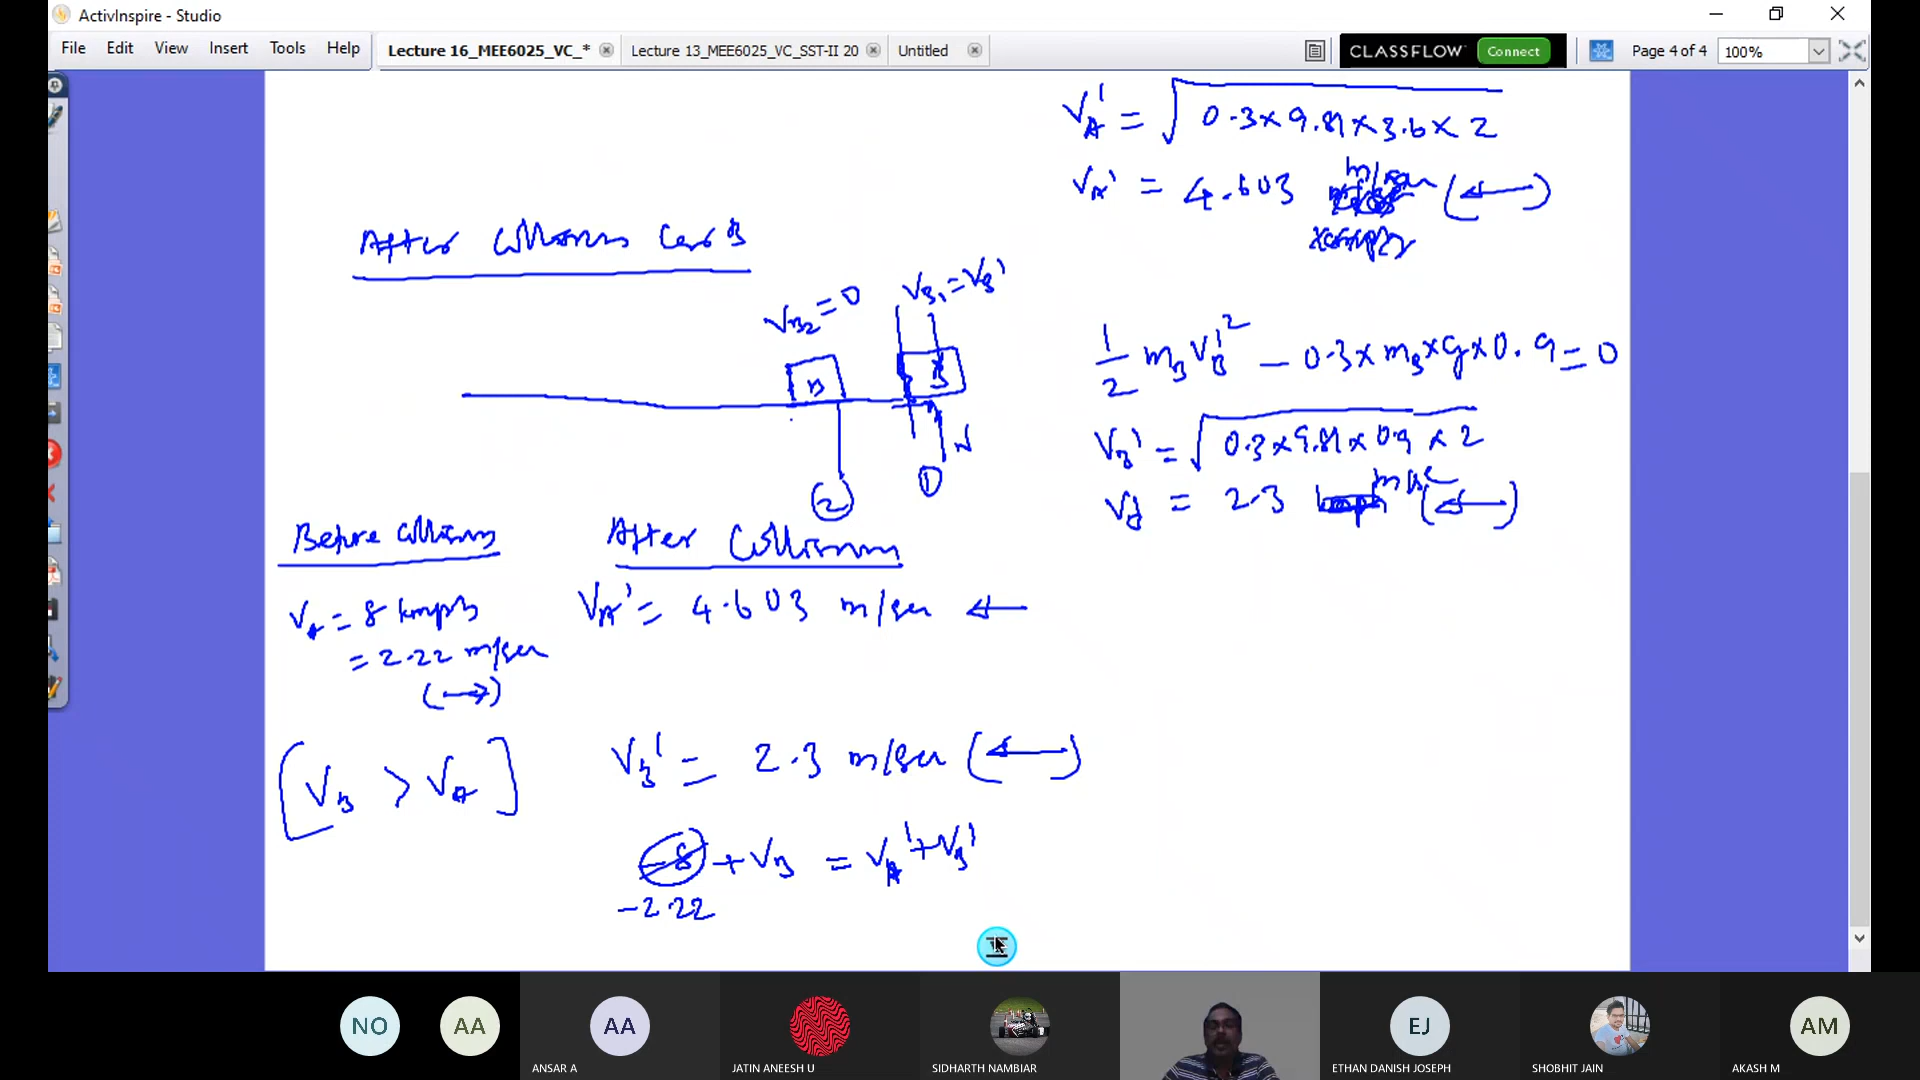 ActivInspire - Studio
File Edit View Insert Tools Help
Lecture 16_MEE6025_VC_* Lecture 13_MEE6025_VC_SST-II 20 Untitled
CLASSFLOW Connect Page 4 of 4 100%
V_A' = √(0.3×9.81×3.6×2)
V_A' = 4.603 m/sec (←)
After Collision Car B
V_B2 = 0
V_B1 = V_B'
B B
N
2 1
1/2 m_B V_B'^2 - 0.3×m_B×g×0.9 = 0
V_B' = √(0.3×9.81×0.9×2)
V_B' = 2.3 m/sec (←)
Before Collision After Collision
V_A = 8 kmph
= 2.22 m/sec
(→)
V_A' = 4.603 m/sec ←
[V_B > V_A]
V_B' = 2.3 m/sec (←)
-8 + V_B = V_A' + V_B'
-2.22
NO AA AA EJ AM
ANSAR A JATIN ANEESH U SIDHARTH NAMBIAR ETHAN DANISH JOSEPH SHOBHIT JAIN AKASH M